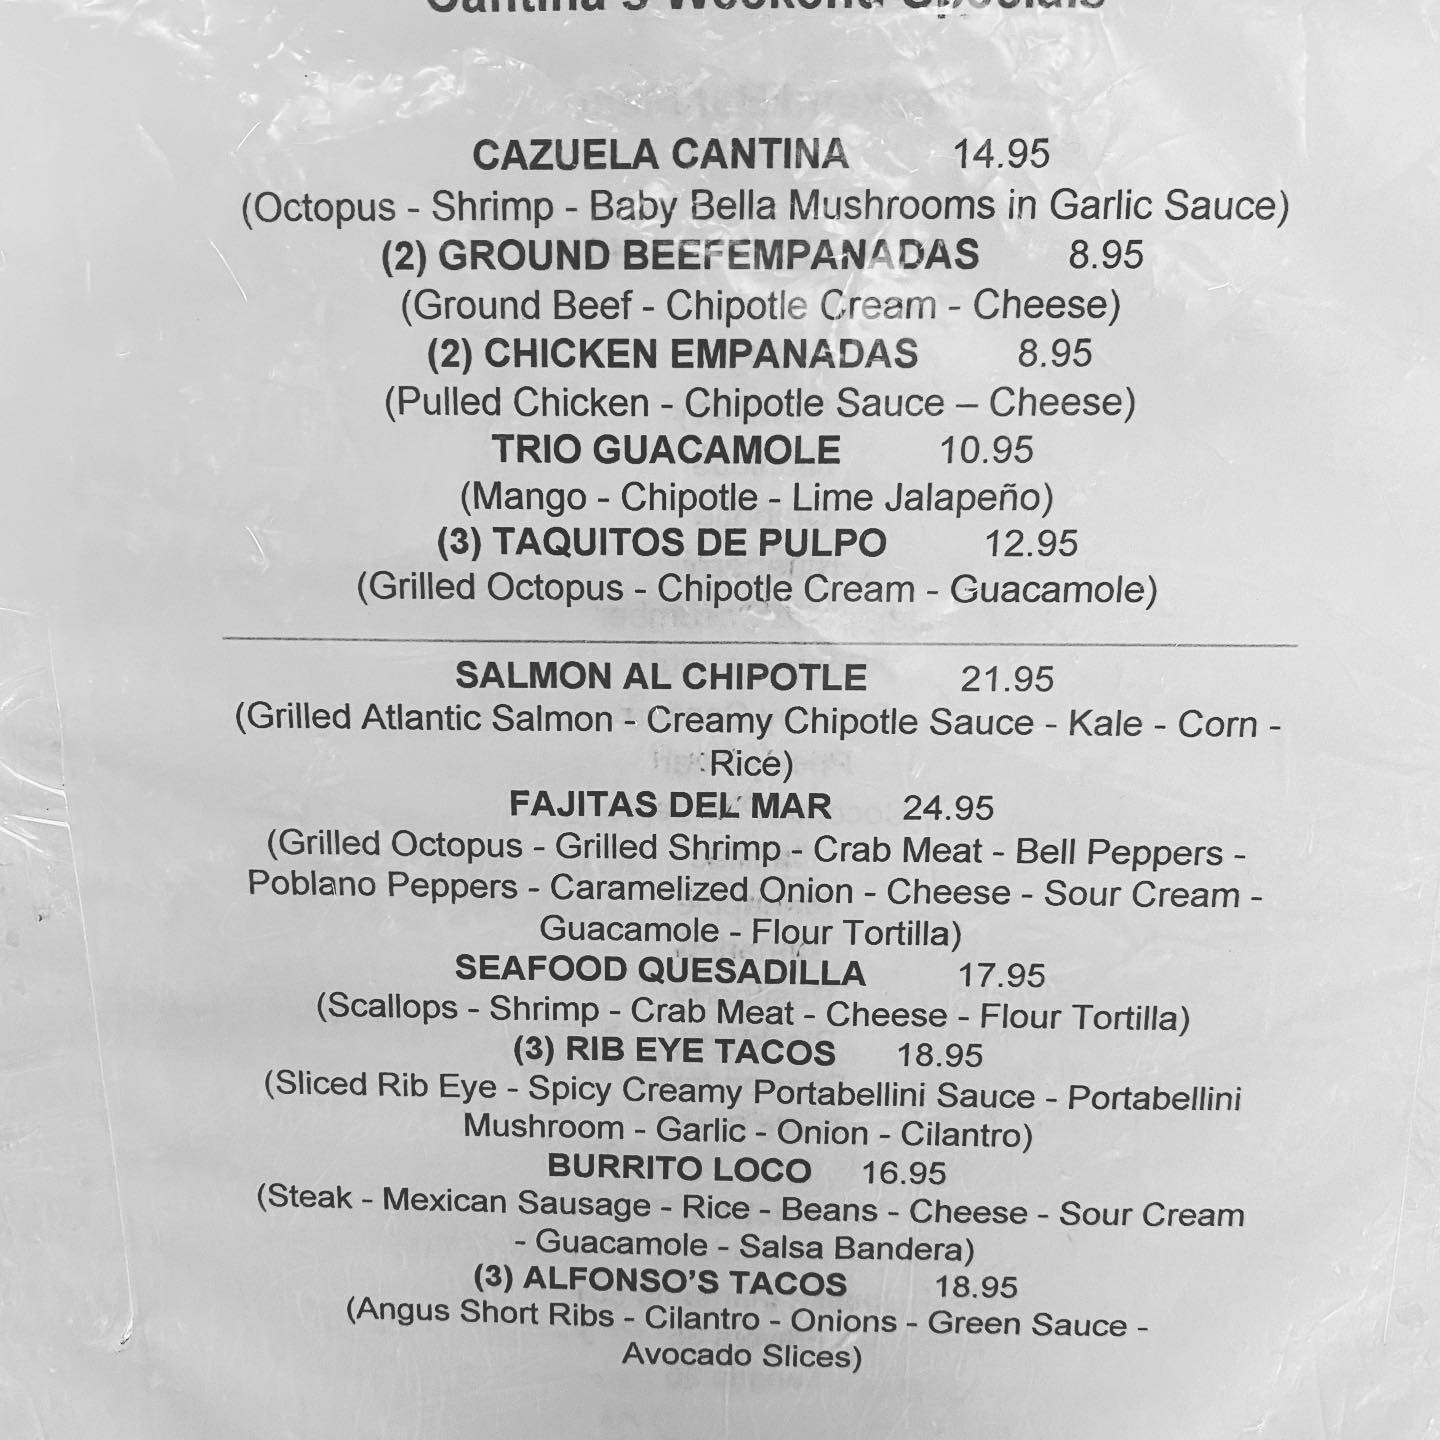 Cantina's Weekend Specials
CAZUELA CANTINA 14.95
(Octopus - Shrimp - Baby Bella Mushrooms in Garlic Sauce)
(2) GROUND BEEFEMPANADAS 8.95
(Ground Beef - Chipotle Cream - Cheese)
(2) CHICKEN EMPANADAS 8.95
(Pulled Chicken - Chipotle Sauce – Cheese)
TRIO GUACAMOLE 10.95
(Mango - Chipotle - Lime Jalapeño)
(3) TAQUITOS DE PULPO 12.95
(Grilled Octopus - Chipotle Cream - Guacamole)
SALMON AL CHIPOTLE 21.95
(Grilled Atlantic Salmon - Creamy Chipotle Sauce - Kale - Corn -
Rice)
FAJITAS DEL MAR 24.95
(Grilled Octopus - Grilled Shrimp - Crab Meat - Bell Peppers -
Poblano Peppers - Caramelized Onion - Cheese - Sour Cream -
Guacamole - Flour Tortilla)
SEAFOOD QUESADILLA 17.95
(Scallops - Shrimp - Crab Meat - Cheese - Flour Tortilla)
(3) RIB EYE TACOS 18.95
(Sliced Rib Eye - Spicy Creamy Portabellini Sauce - Portabellini
Mushroom - Garlic - Onion - Cilantro)
BURRITO LOCO 16.95
(Steak - Mexican Sausage - Rice - Beans - Cheese - Sour Cream
- Guacamole - Salsa Bandera)
(3) ALFONSO'S TACOS 18.95
(Angus Short Ribs - Cilantro - Onions - Green Sauce -
Avocado Slices)